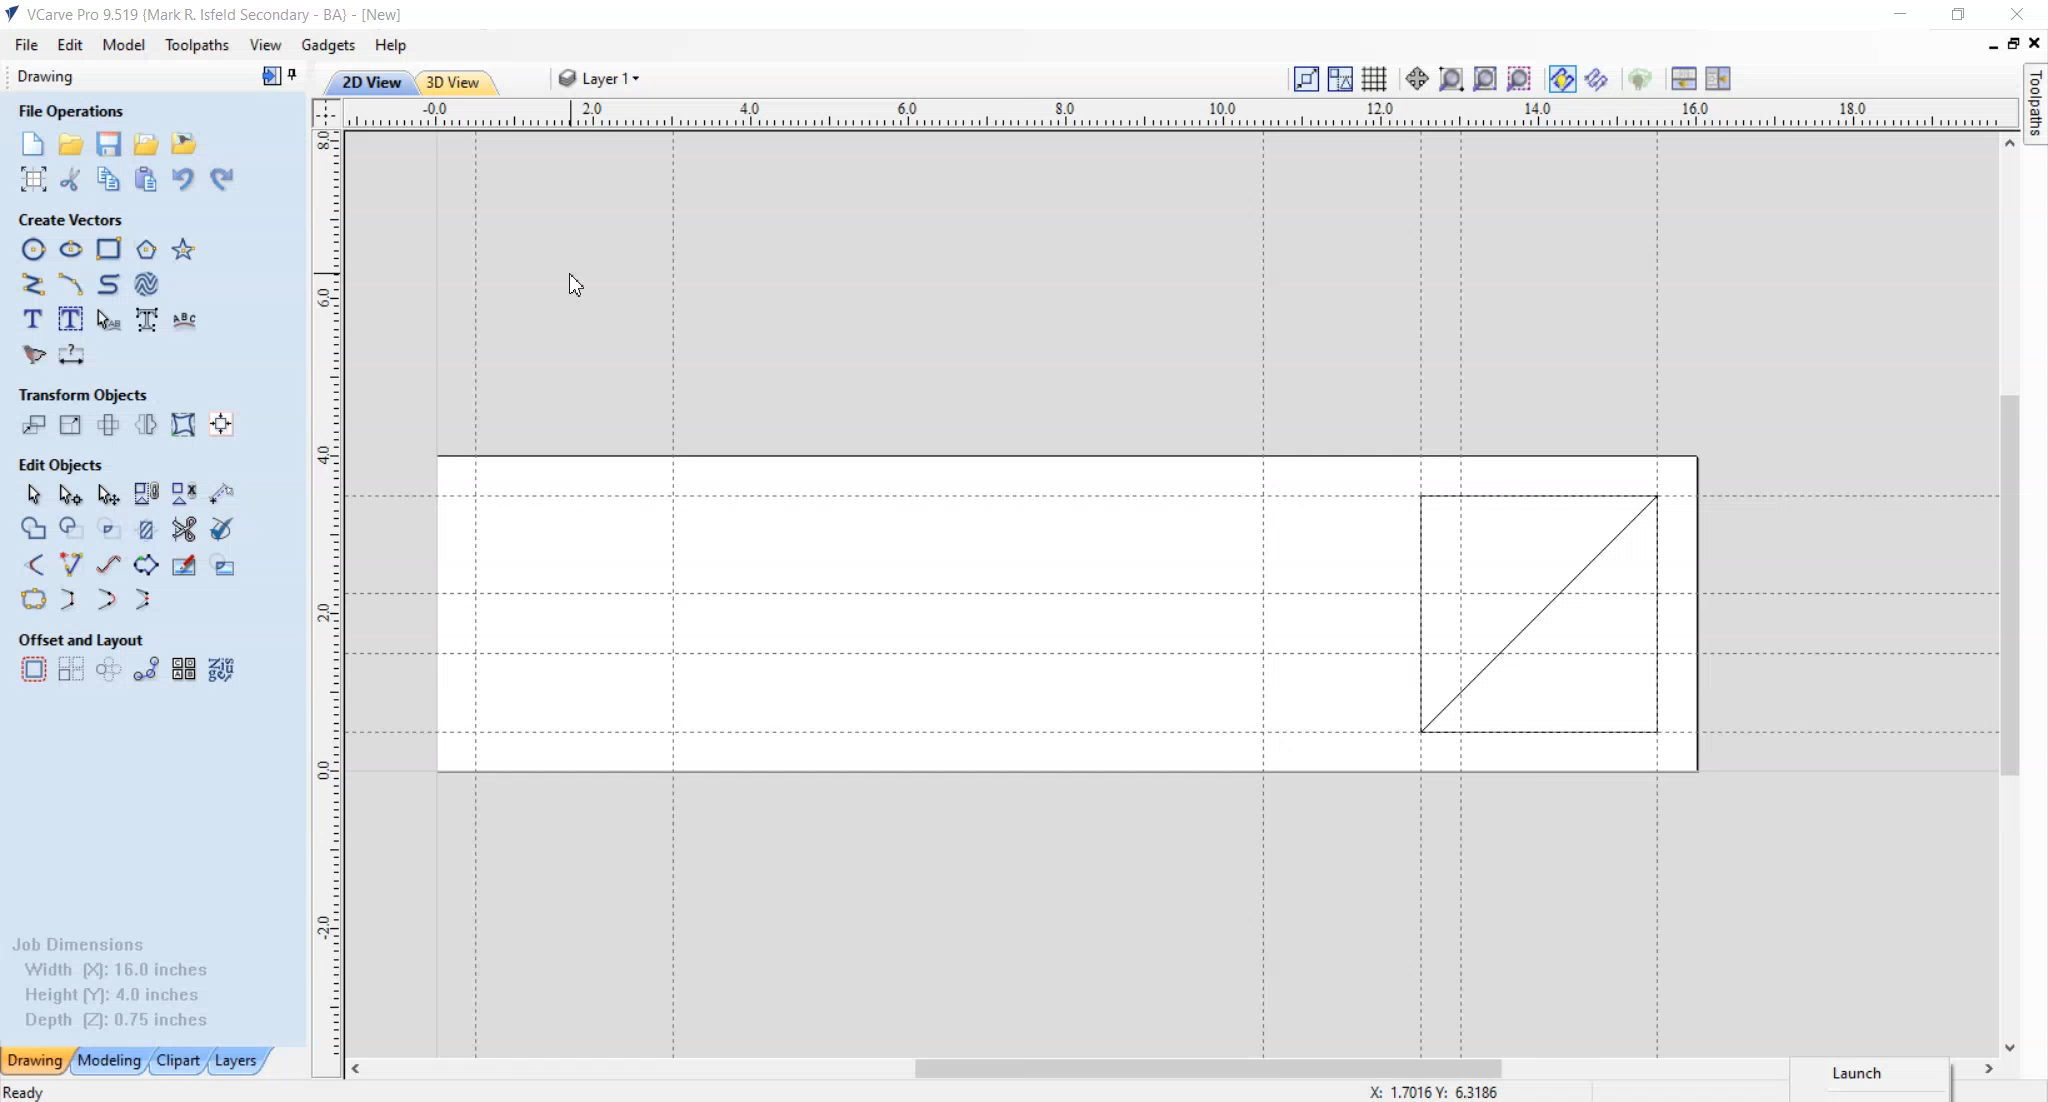 VCarve Pro 9.519 {Mark R. Isfeld Secondary - BA} - [New]
File Edit Model Toolpaths View Gadgets Help
Drawing
2D View 3D View Layer 1
Toolpaths
File Operations
-0.0 2.0 4.0 6.0 8.0 10.0 12.0 14.0 16.0 18.0
8.0
6.0
4.0
2.0
0.0
-2.0
Create Vectors
Transform Objects
Edit Objects
Offset and Layout
Job Dimensions
Width (X): 16.0 inches
Height (Y): 4.0 inches
Depth (Z): 0.75 inches
Drawing Modeling Clipart Layers
Launch
Ready
X: 1.7016 Y: 6.3186